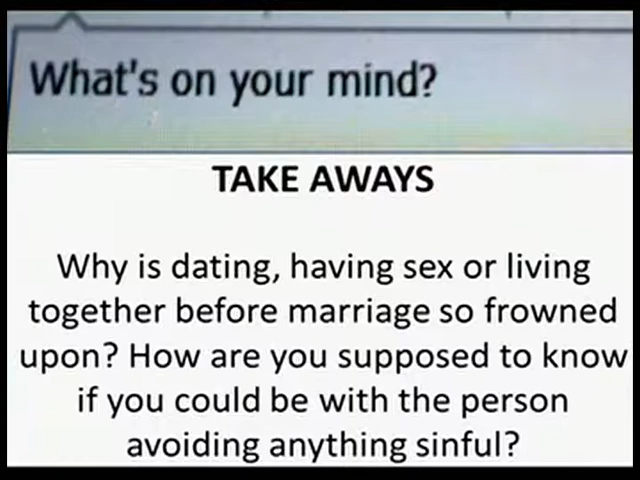 What's on your mind?
TAKE AWAYS
Why is dating, having sex or living
together before marriage so frowned
upon? How are you supposed to know
if you could be with the person
avoiding anything sinful?